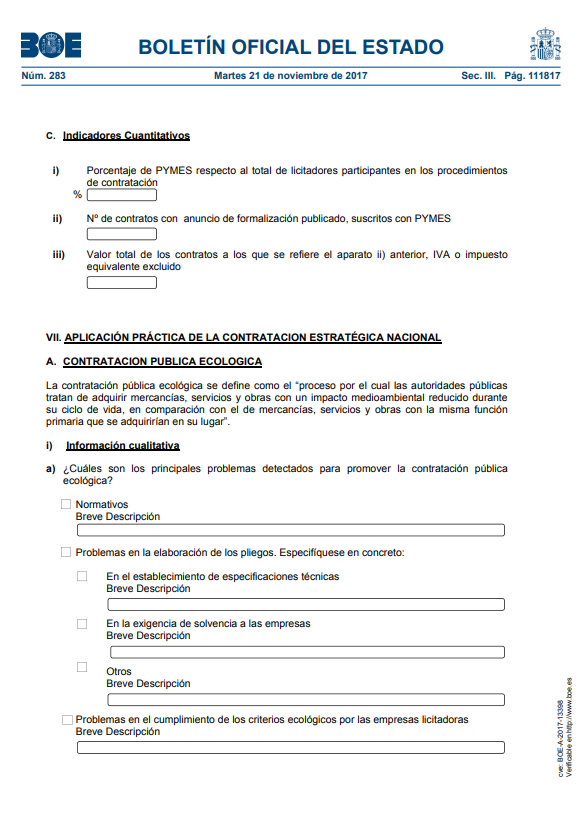 BOE
BOLETÍN OFICIAL DEL ESTADO
Núm. 283 Martes 21 de noviembre de 2017 Sec. III. Pág. 111817
C. Indicadores Cuantitativos
i) Porcentaje de PYMES respecto al total de licitadores participantes en los procedimientos
de contratación
%
ii) Nº de contratos con anuncio de formalización publicado, suscritos con PYMES
iii) Valor total de los contratos a los que se refiere el aparato ii) anterior, IVA o impuesto
equivalente excluido
VII. APLICACIÓN PRÁCTICA DE LA CONTRATACION ESTRATÉGICA NACIONAL
A. CONTRATACION PUBLICA ECOLOGICA
La contratación pública ecológica se define como el “proceso por el cual las autoridades públicas
tratan de adquirir mercancías, servicios y obras con un impacto medioambiental reducido durante
su ciclo de vida, en comparación con el de mercancías, servicios y obras con la misma función
primaria que se adquirirían en su lugar”.
i) Información cualitativa
a) ¿Cuáles son los principales problemas detectados para promover la contratación pública
ecológica?
Normativos
Breve Descripción
Problemas en la elaboración de los pliegos. Especifíquese en concreto:
En el establecimiento de especificaciones técnicas
Breve Descripción
En la exigencia de solvencia a las empresas
Breve Descripción
Otros
Breve Descripción
Problemas en el cumplimiento de los criterios ecológicos por las empresas licitadoras
Breve Descripción
cve: BOE-A-2017-13398
Verificable en http://www.boe.es